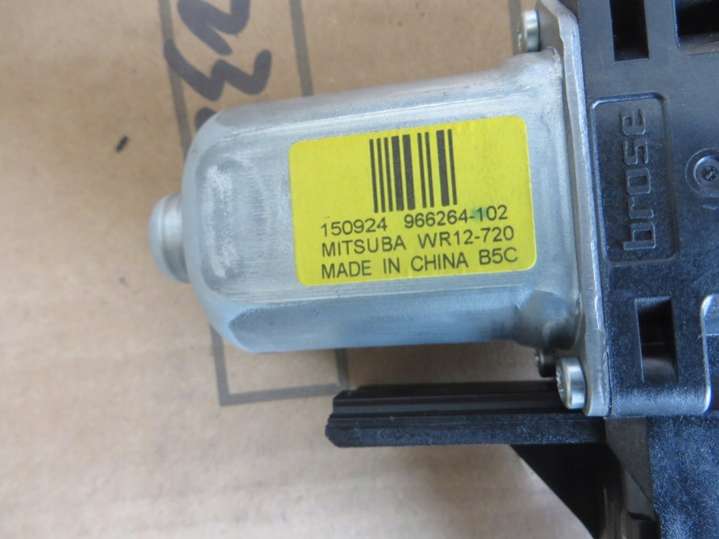 150924 966264-102
MITSUBA WR12-720
MADE IN CHINA B5C
brose